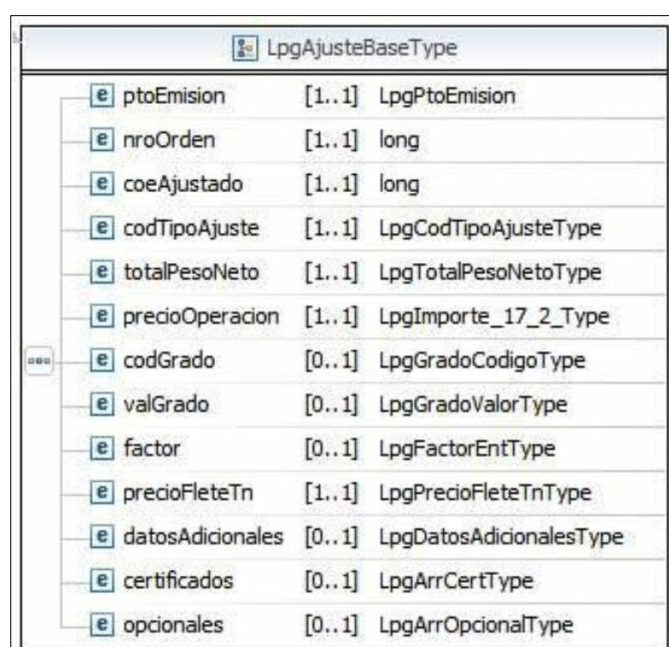 LpgAjusteBaseType
e ptoEmision [1..1] LpgPtoEmision
e nroOrden [1..1] long
e coeAjustado [1..1] long
e codTipoAjuste [1..1] LpgCodTipoAjusteType
e totalPesoNeto [1..1] LpgTotalPesoNetoType
e precioOperacion [1..1] LpgImporte_17_2_Type
e codGrado [0..1] LpgGradoCodigoType
e valGrado [0..1] LpgGradoValorType
e factor [0..1] LpgFactorEntType
e precioFleteTn [1..1] LpgPrecioFleteTnType
e datosAdicionales [0..1] LpgDatosAdicionalesType
e certificados [0..1] LpgArrCertType
e opcionales [0..1] LpgArrOpcionalType